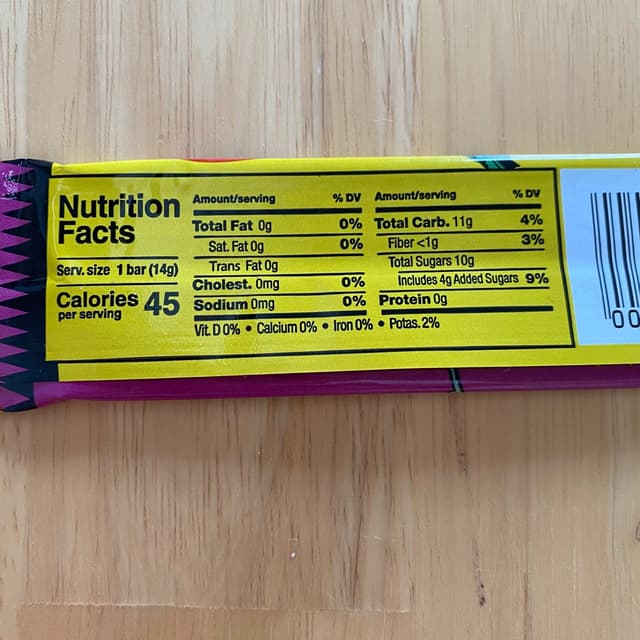 Nutrition
Facts
Serv. size 1 bar (14g)
Calories 45
per serving
Amount/serving % DV
Total Fat 0g 0%
Sat. Fat 0g 0%
Trans Fat 0g
Cholest. 0mg 0%
Sodium 0mg 0%
Amount/serving % DV
Total Carb. 11g 4%
Fiber <1g 3%
Total Sugars 10g
Includes 4g Added Sugars 9%
Protein 0g
Vit. D 0% • Calcium 0% • Iron 0% • Potas. 2%
00